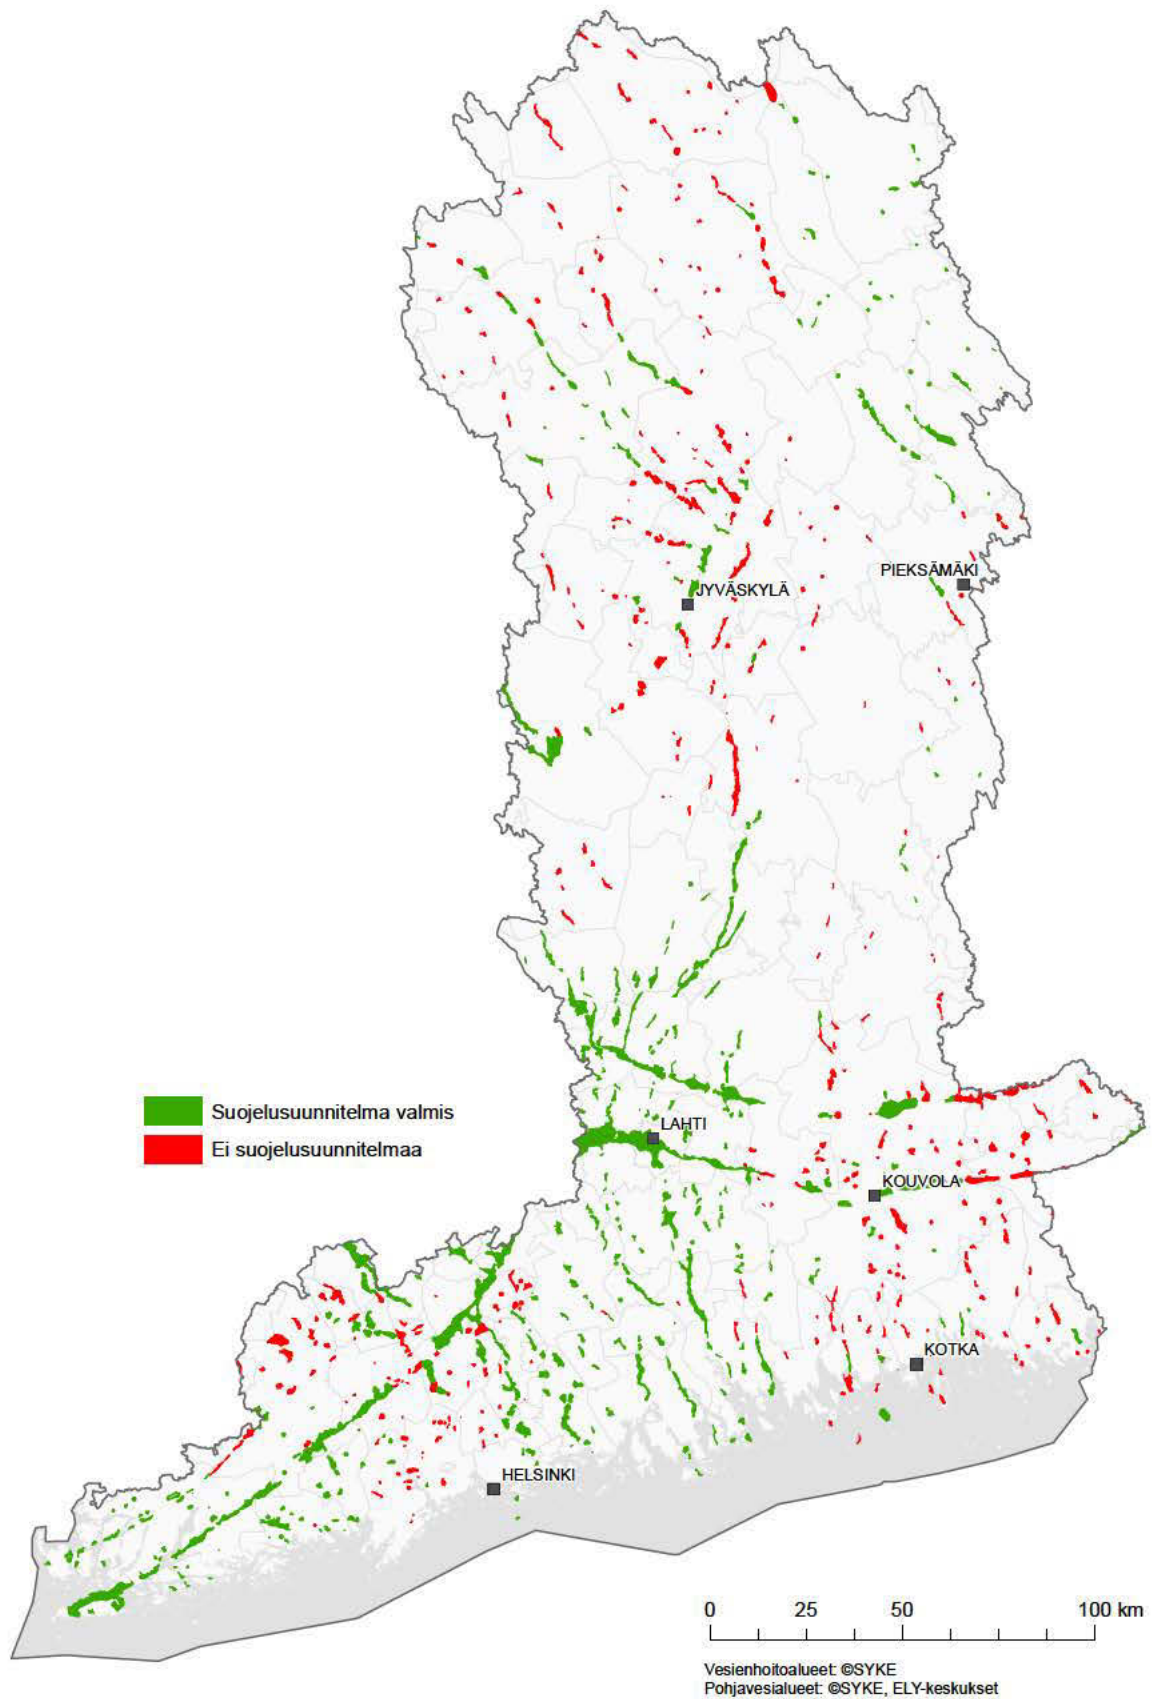 PIEKSÄMÄKI
JYVÄSKYLÄ
Suojelusuunnitelma valmis
Ei suojelusuunnitelmaa
LAHTI
KOUVOLA
KOTKA
HELSINKI
0 25 50 100 km
Vesienhoitoalueet: ©SYKE
Pohjavesialueet: ©SYKE, ELY-keskukset